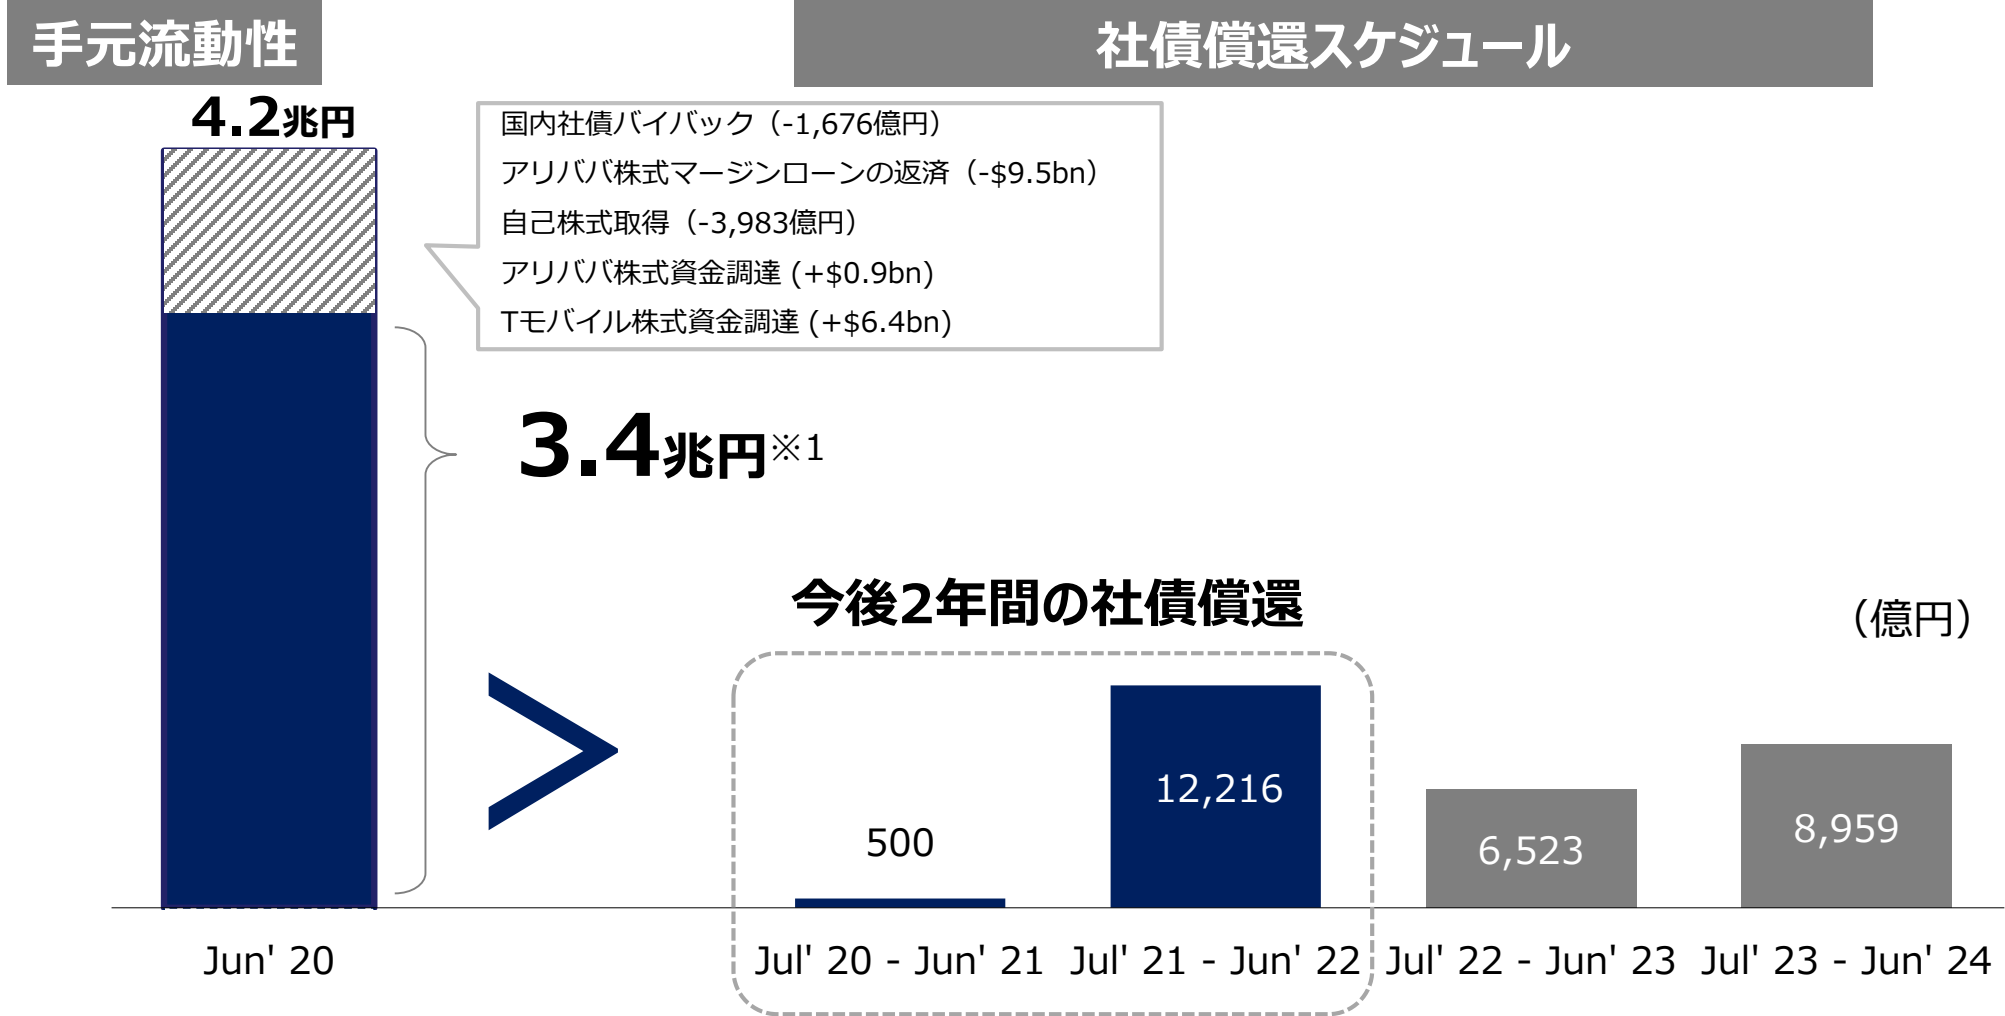 手元流動性
社債償還スケジュール
4.2兆円
国内社債バイバック（-1,676億円）
アリババ株式マージンローンの返済（-$9.5bn）
自己株式取得（-3,983億円）
アリババ株式資金調達 (+$0.9bn)
Tモバイル株式資金調達 (+$6.4bn)
3.4兆円※1
今後2年間の社債償還
（億円）
500
12,216
6,523
8,959
Jun' 20
Jul' 20 - Jun' 21
Jul' 21 - Jun' 22
Jul' 22 - Jun' 23
Jul' 23 - Jun' 24